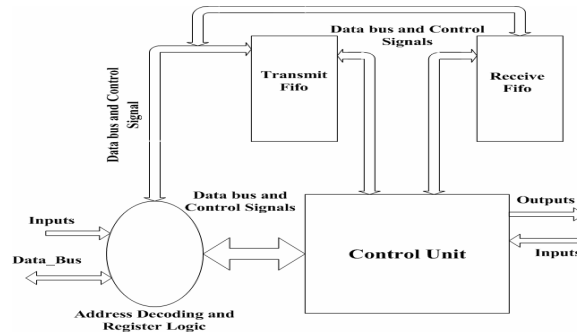 Data bus and Control
Signals
Transmit
Fifo
Receive
Fifo
Data bus and Control
Signal
Data bus and
Control Signals
Inputs
Data_Bus
Control Unit
Outputs
Inputs
Address Decoding and
Register Logic